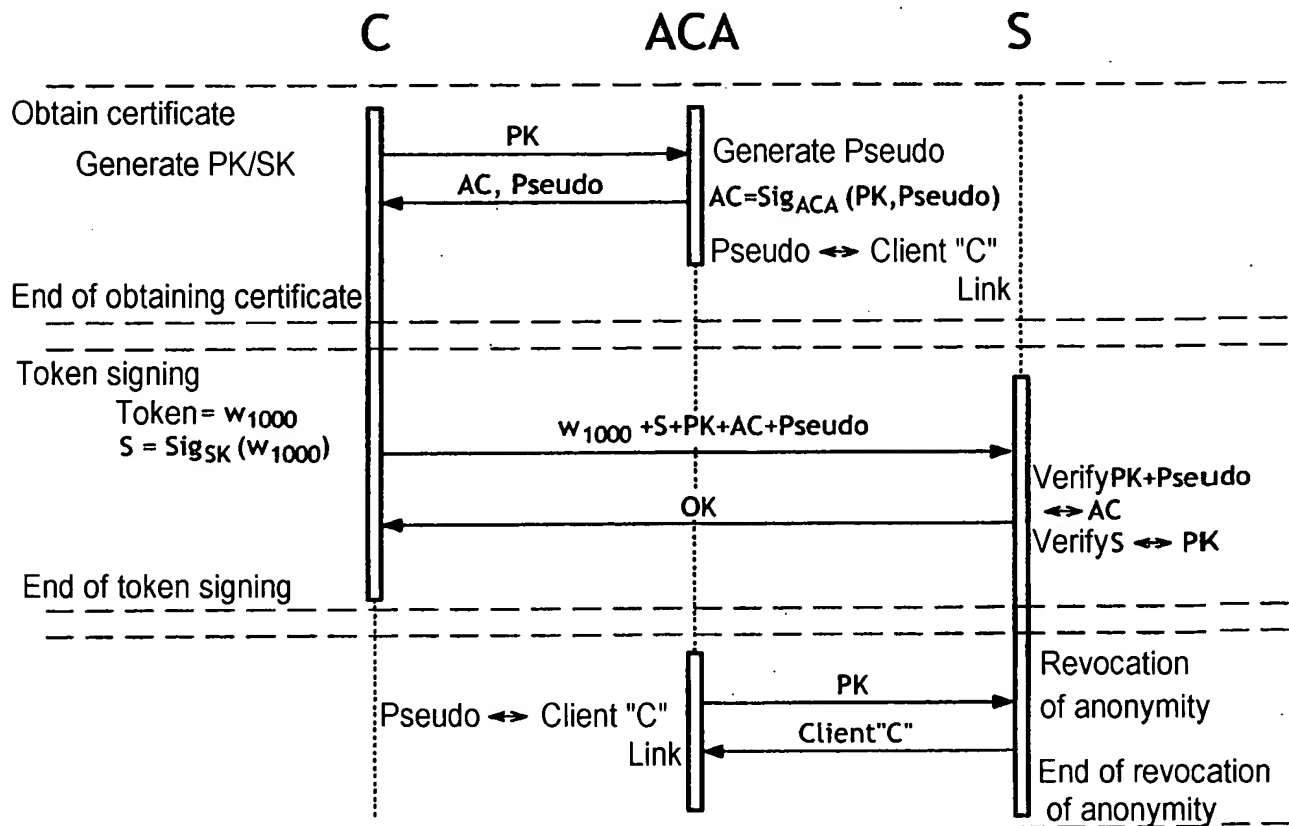 C ACA S
Obtain certificate
Generate PK/SK
PK
Generate Pseudo
AC, Pseudo
AC=Sig_ACA (PK,Pseudo)
Pseudo ↔ Client "C"
Link
End of obtaining certificate
Token signing
Token= w_1000
S = Sig_SK (w_1000)
w_1000 +S+PK+AC+Pseudo
Verify PK+Pseudo
↔ AC
OK
Verify S ↔ PK
End of token signing
Revocation
of anonymity
PK
Pseudo ↔ Client "C"
Link
Client"C"
End of revocation
of anonymity